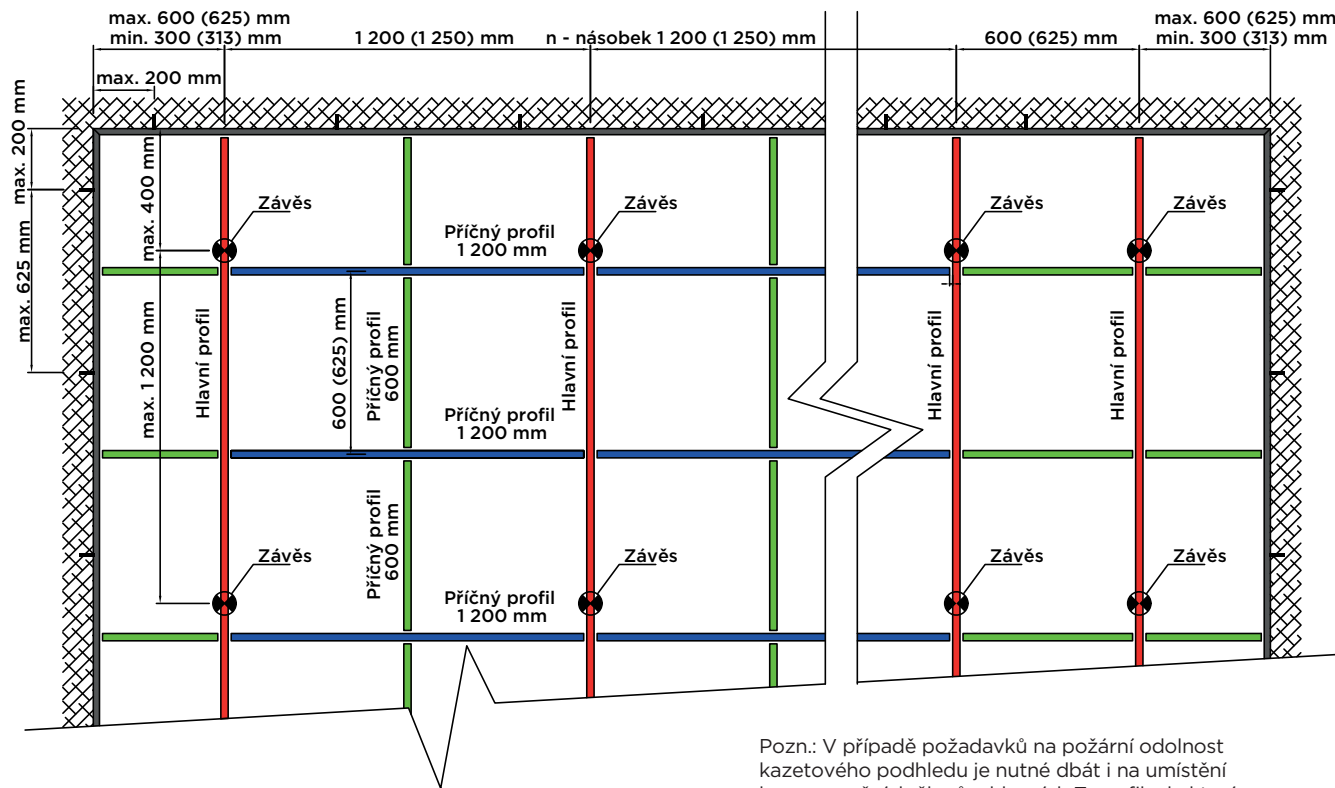 max. 600 (625) mm
min. 300 (313) mm
1 200 (1 250) mm
n - násobek 1 200 (1 250) mm
600 (625) mm
max. 600 (625) mm
min. 300 (313) mm
max. 200 mm
max. 200 mm
max. 625 mm
max. 400 mm
max. 1 200 mm
Závěs
Závěs
Závěs
Závěs
Příčný profil
1 200 mm
Hlavní profil
600 (625) mm
Příčný profil
600 mm
Hlavní profil
Hlavní profil
Hlavní profil
Příčný profil
1 200 mm
Příčný profil
600 mm
Závěs
Závěs
Závěs
Závěs
Příčný profil
1 200 mm
Pozn.: V případě požadavků na požární odolnost
kazetového podhledu je nutné dbát i na umístění